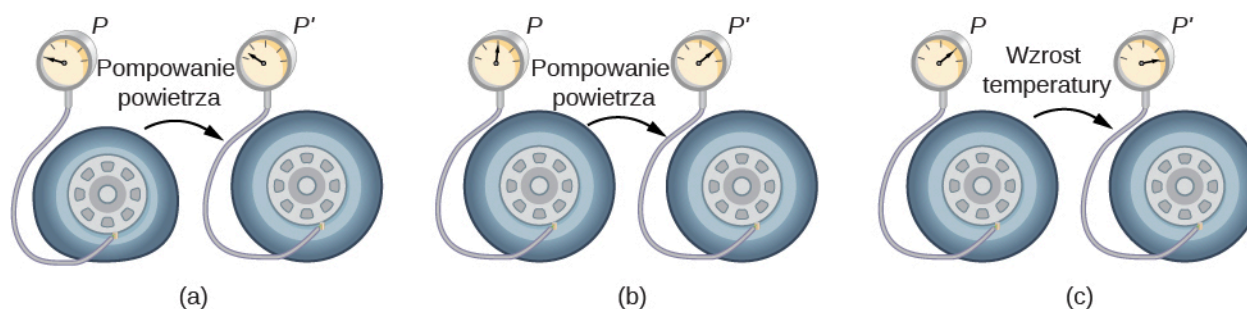 P
P'
Pompowanie
powietrza
(a)
P
P'
Pompowanie
powietrza
(b)
P
P'
Wzrost
temperatury
(c)